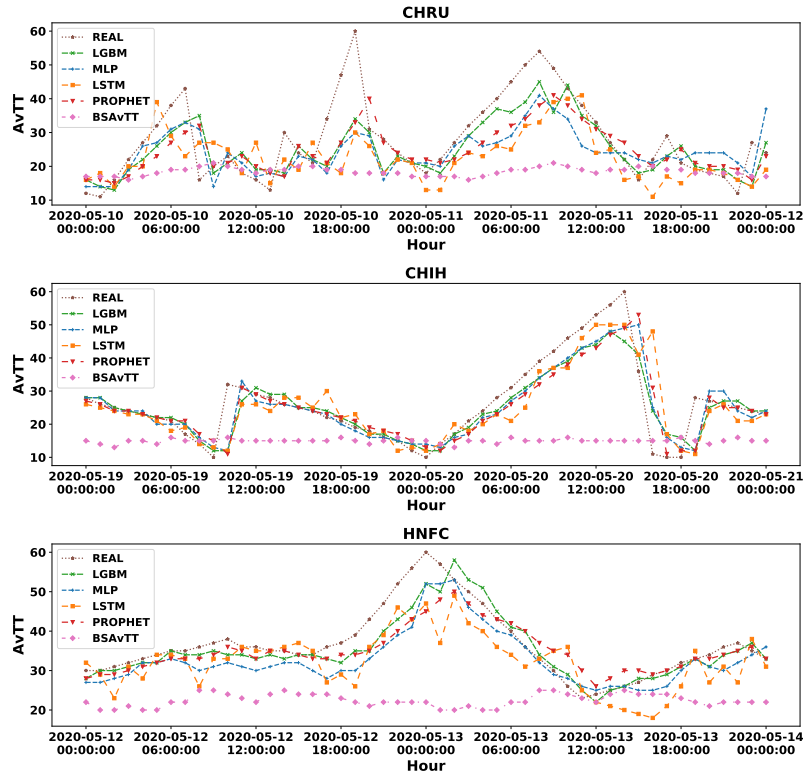 CHRU
AvTT
60
50
40
30
20
10
REAL
LGBM
MLP
LSTM
PROPHET
BSAvTT
2020-05-10 2020-05-10 2020-05-10 2020-05-10 2020-05-11 2020-05-11 2020-05-11 2020-05-11 2020-05-12
00:00:00 06:00:00 12:00:00 18:00:00 00:00:00 06:00:00 12:00:00 18:00:00 00:00:00
Hour
CHIH
AvTT
60
50
40
30
20
10
REAL
LGBM
MLP
LSTM
PROPHET
BSAvTT
2020-05-19 2020-05-19 2020-05-19 2020-05-19 2020-05-20 2020-05-20 2020-05-20 2020-05-20 2020-05-21
00:00:00 06:00:00 12:00:00 18:00:00 00:00:00 06:00:00 12:00:00 18:00:00 00:00:00
Hour
HNFC
AvTT
60
50
40
30
20
REAL
LGBM
MLP
LSTM
PROPHET
BSAvTT
2020-05-12 2020-05-12 2020-05-12 2020-05-12 2020-05-13 2020-05-13 2020-05-13 2020-05-13 2020-05-14
00:00:00 06:00:00 12:00:00 18:00:00 00:00:00 06:00:00 12:00:00 18:00:00 00:00:00
Hour